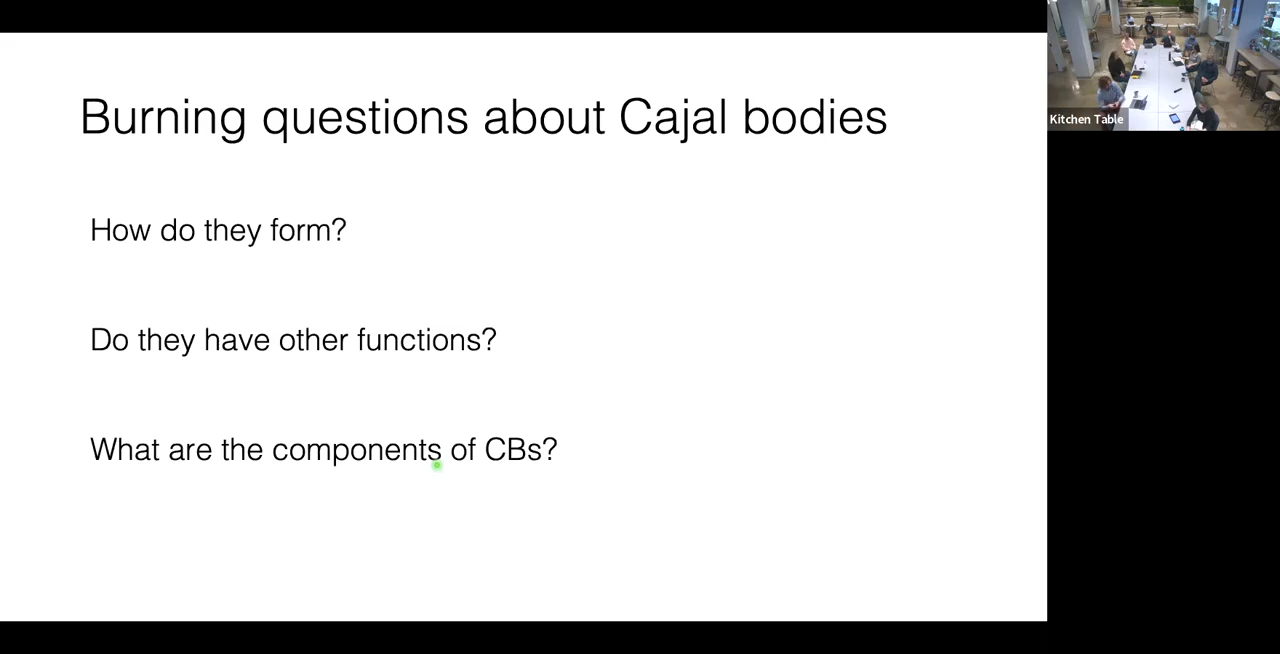 Burning questions about Cajal bodies
How do they form?
Do they have other functions?
What are the components of CBs?
Kitchen Table